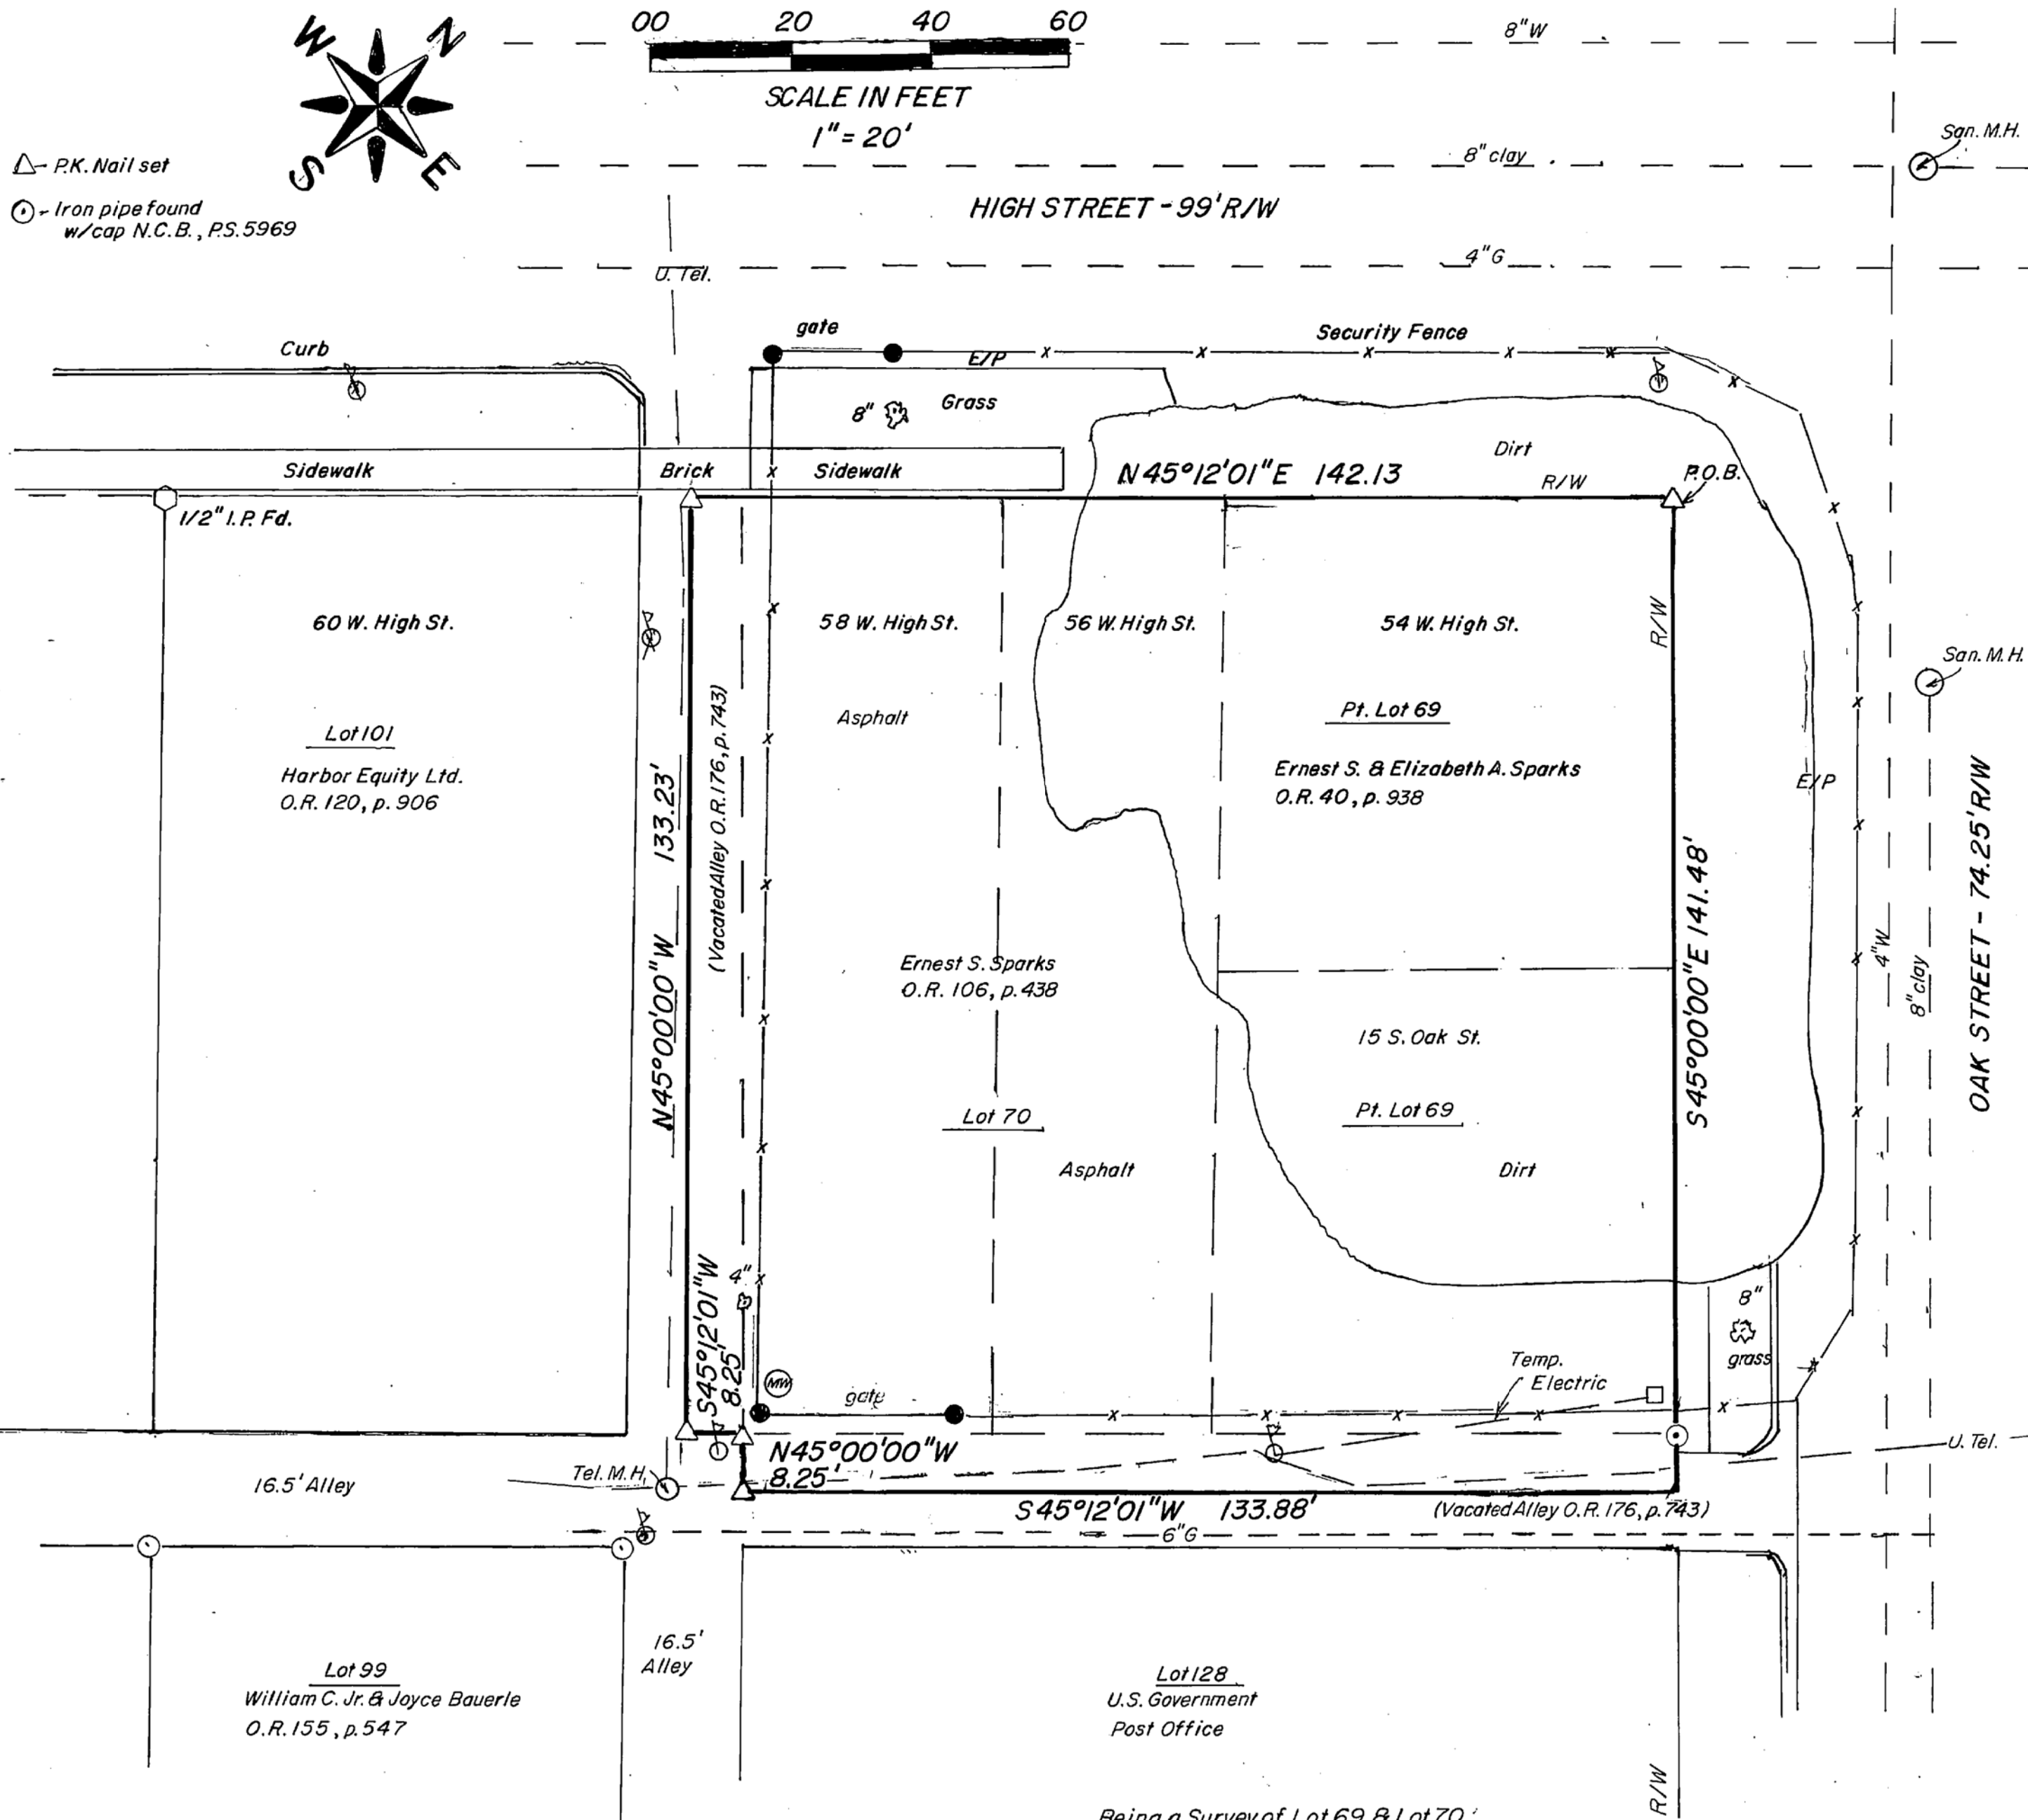 00 20 40 60
SCALE IN FEET
1"=20'
W N
S E
P.K. Nail set
Iron pipe found
w/cap N.C.B., P.S. 5969
8"W
San. M.H.
8"clay
HIGH STREET - 99'R/W
4"G
U. Tel.
Curb
gate
Security Fence
E/P
8"
Grass
Dirt
Sidewalk
Brick
Sidewalk
N45°12'01"E 142.13
R/W
P.O.B.
1/2" I.P. Fd.
60 W. High St.
58 W. High St.
56 W. High St.
54 W. High St.
R/W
San. M.H.
Lot 101
Harbor Equity Ltd.
O.R. 120, p. 906
N45°00'00"W 133.23'
(Vacated Alley O.R. 176, p. 743)
Asphalt
Pt. Lot 69
Ernest S. & Elizabeth A. Sparks
O.R. 40, p. 938
E/P
S45°00'00"E 141.48'
4"W
8"clay
OAK STREET - 74.25'R/W
Ernest S. Sparks
O.R. 106, p. 438
15 S. Oak St.
Lot 70
Pt. Lot 69
Asphalt
Dirt
S45°12'01"W
8.25'
4"
MW
gate
Temp.
Electric
8"
grass
N45°00'00"W
8.25'
U. Tel.
Tel. M.H.
16.5' Alley
S45°12'01"W 133.88'
(Vacated Alley O.R. 176, p. 743)
6"G
16.5'
Alley
Lot 99
William C. Jr. & Joyce Bauerle
O.R. 155, p. 547
Lot 128
U.S. Government
Post Office
R/W
Being a Survey of Lot 69 & Lot 70